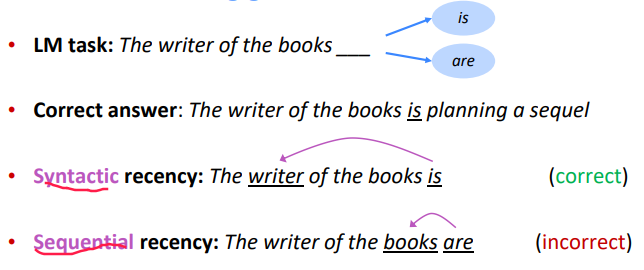 is
LM task: The writer of the books ___
are
Correct answer: The writer of the books is planning a sequel
Syntactic recency: The writer of the books is (correct)
Sequential recency: The writer of the books are (incorrect)